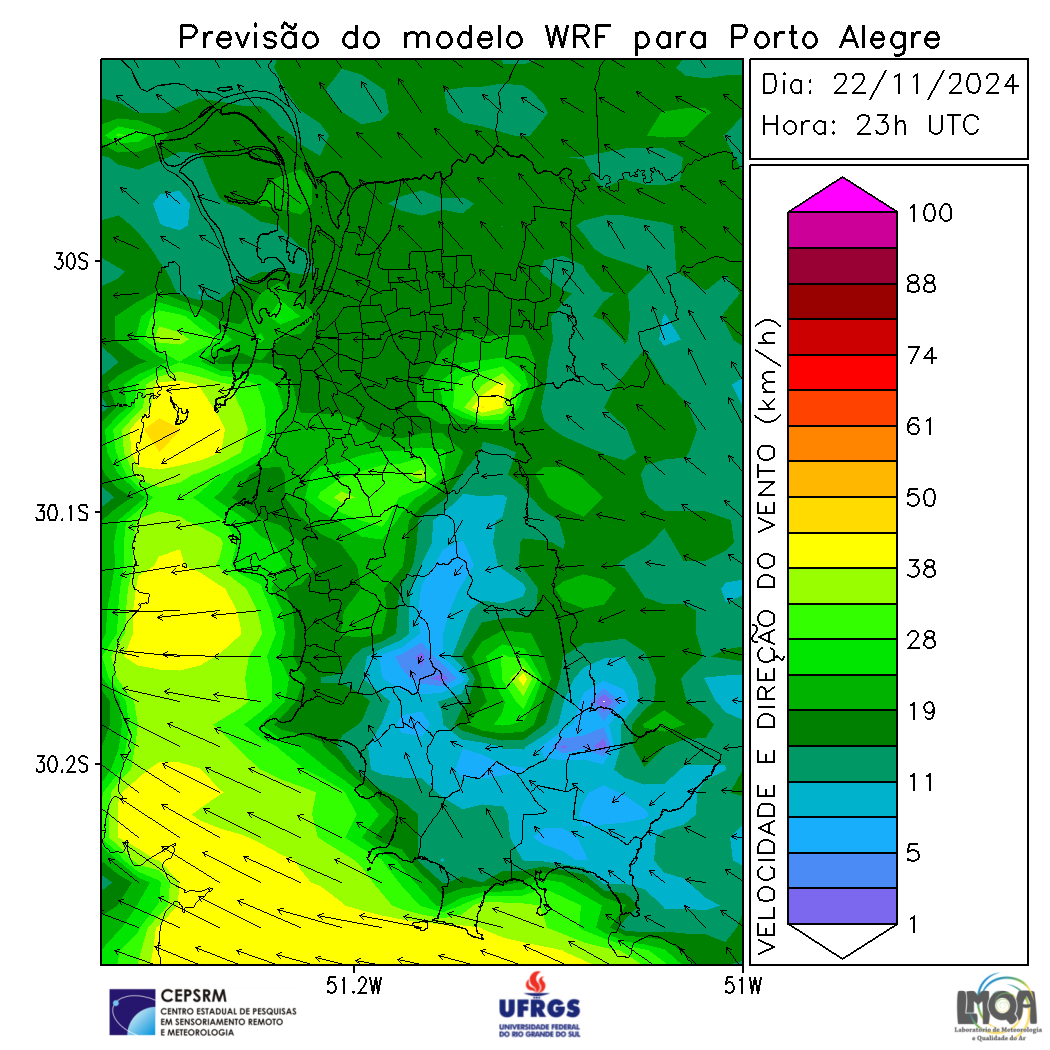 Previsão do modelo WRF para Porto Alegre
Dia: 22/11/2024
Hora: 23h UTC
30S
30.1S
30.2S
51.2W
51W
VELOCIDADE E DIREÇÃO DO VENTO (km/h)
100
88
74
61
50
38
28
19
11
5
1
CEPSRM
CENTRO ESTADUAL DE PESQUISAS
EM SENSORIAMENTO REMOTO
E METEOROLOGIA
UFRGS
UNIVERSIDADE FEDERAL
DO RIO GRANDE DO SUL
LMQA
Laboratório de Meteorologia
e Qualidade do Ar